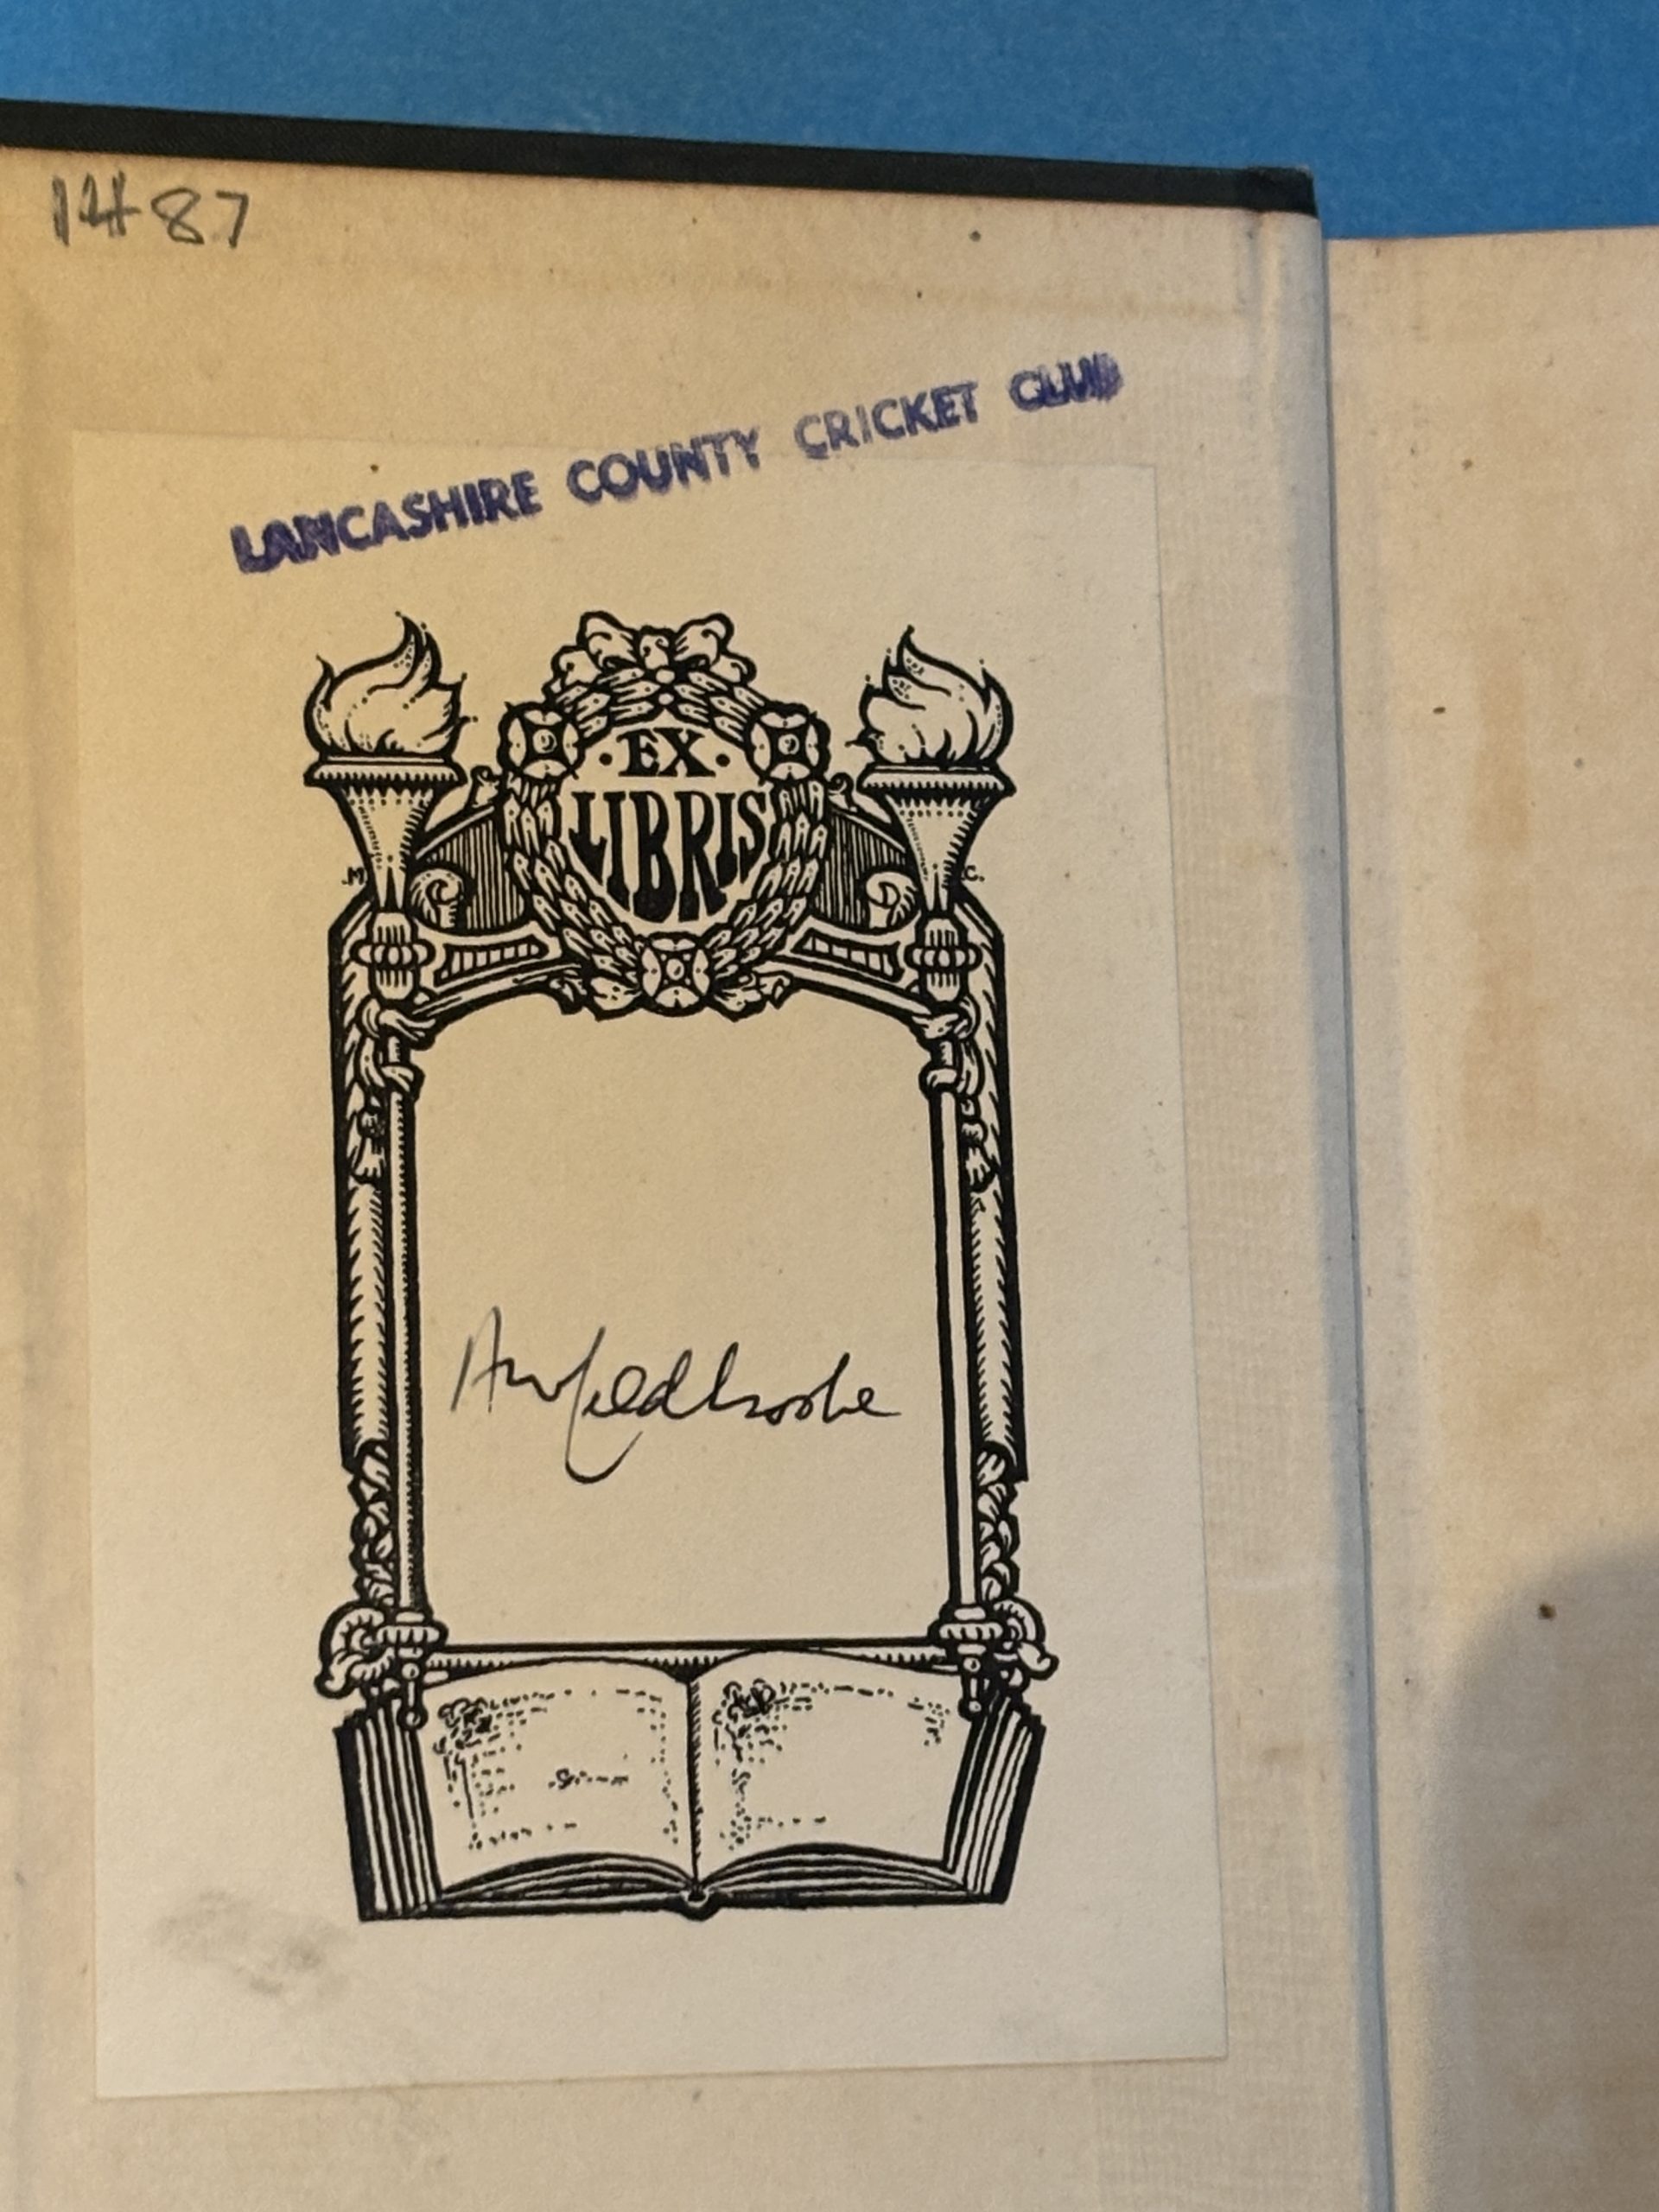 1487
LANCASHIRE COUNTY CRICKET CLUB
· EX ·
LIBRIS
.M
C.